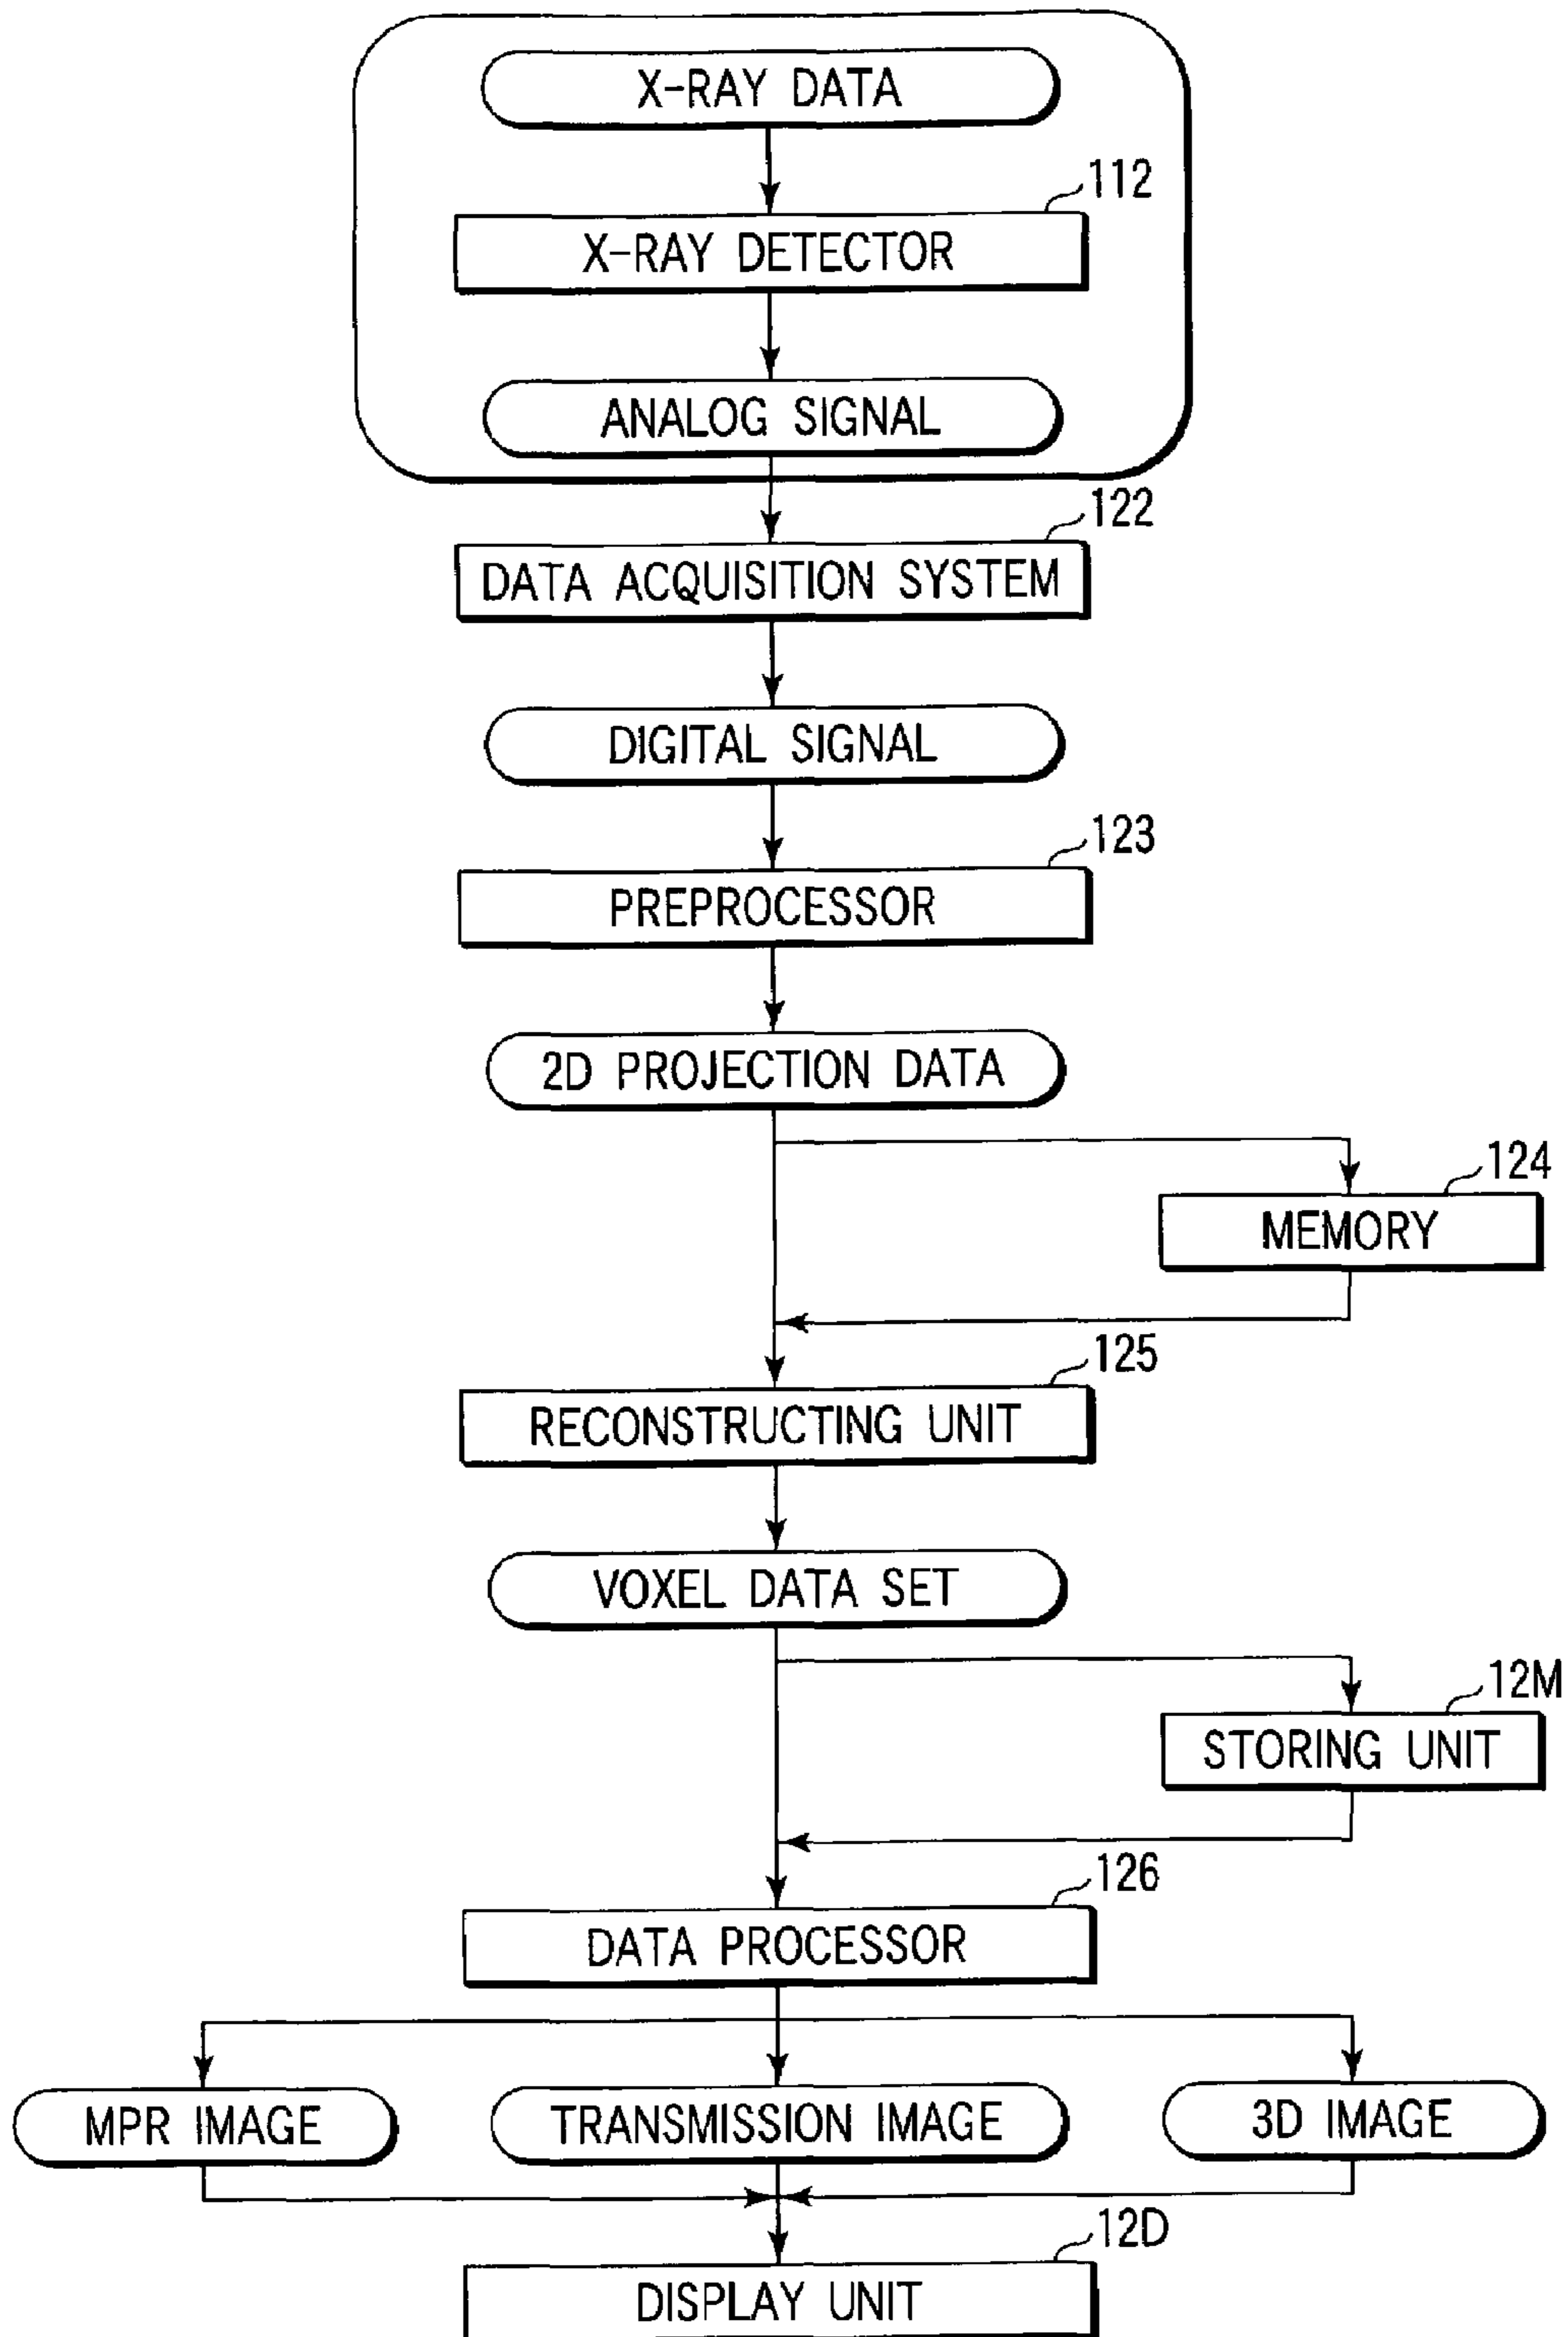 X-RAY DATA
112
X-RAY DETECTOR
ANALOG SIGNAL
122
DATA ACQUISITION SYSTEM
DIGITAL SIGNAL
123
PREPROCESSOR
2D PROJECTION DATA
124
MEMORY
125
RECONSTRUCTING UNIT
VOXEL DATA SET
12M
STORING UNIT
126
DATA PROCESSOR
MPR IMAGE
TRANSMISSION IMAGE
3D IMAGE
12D
DISPLAY UNIT